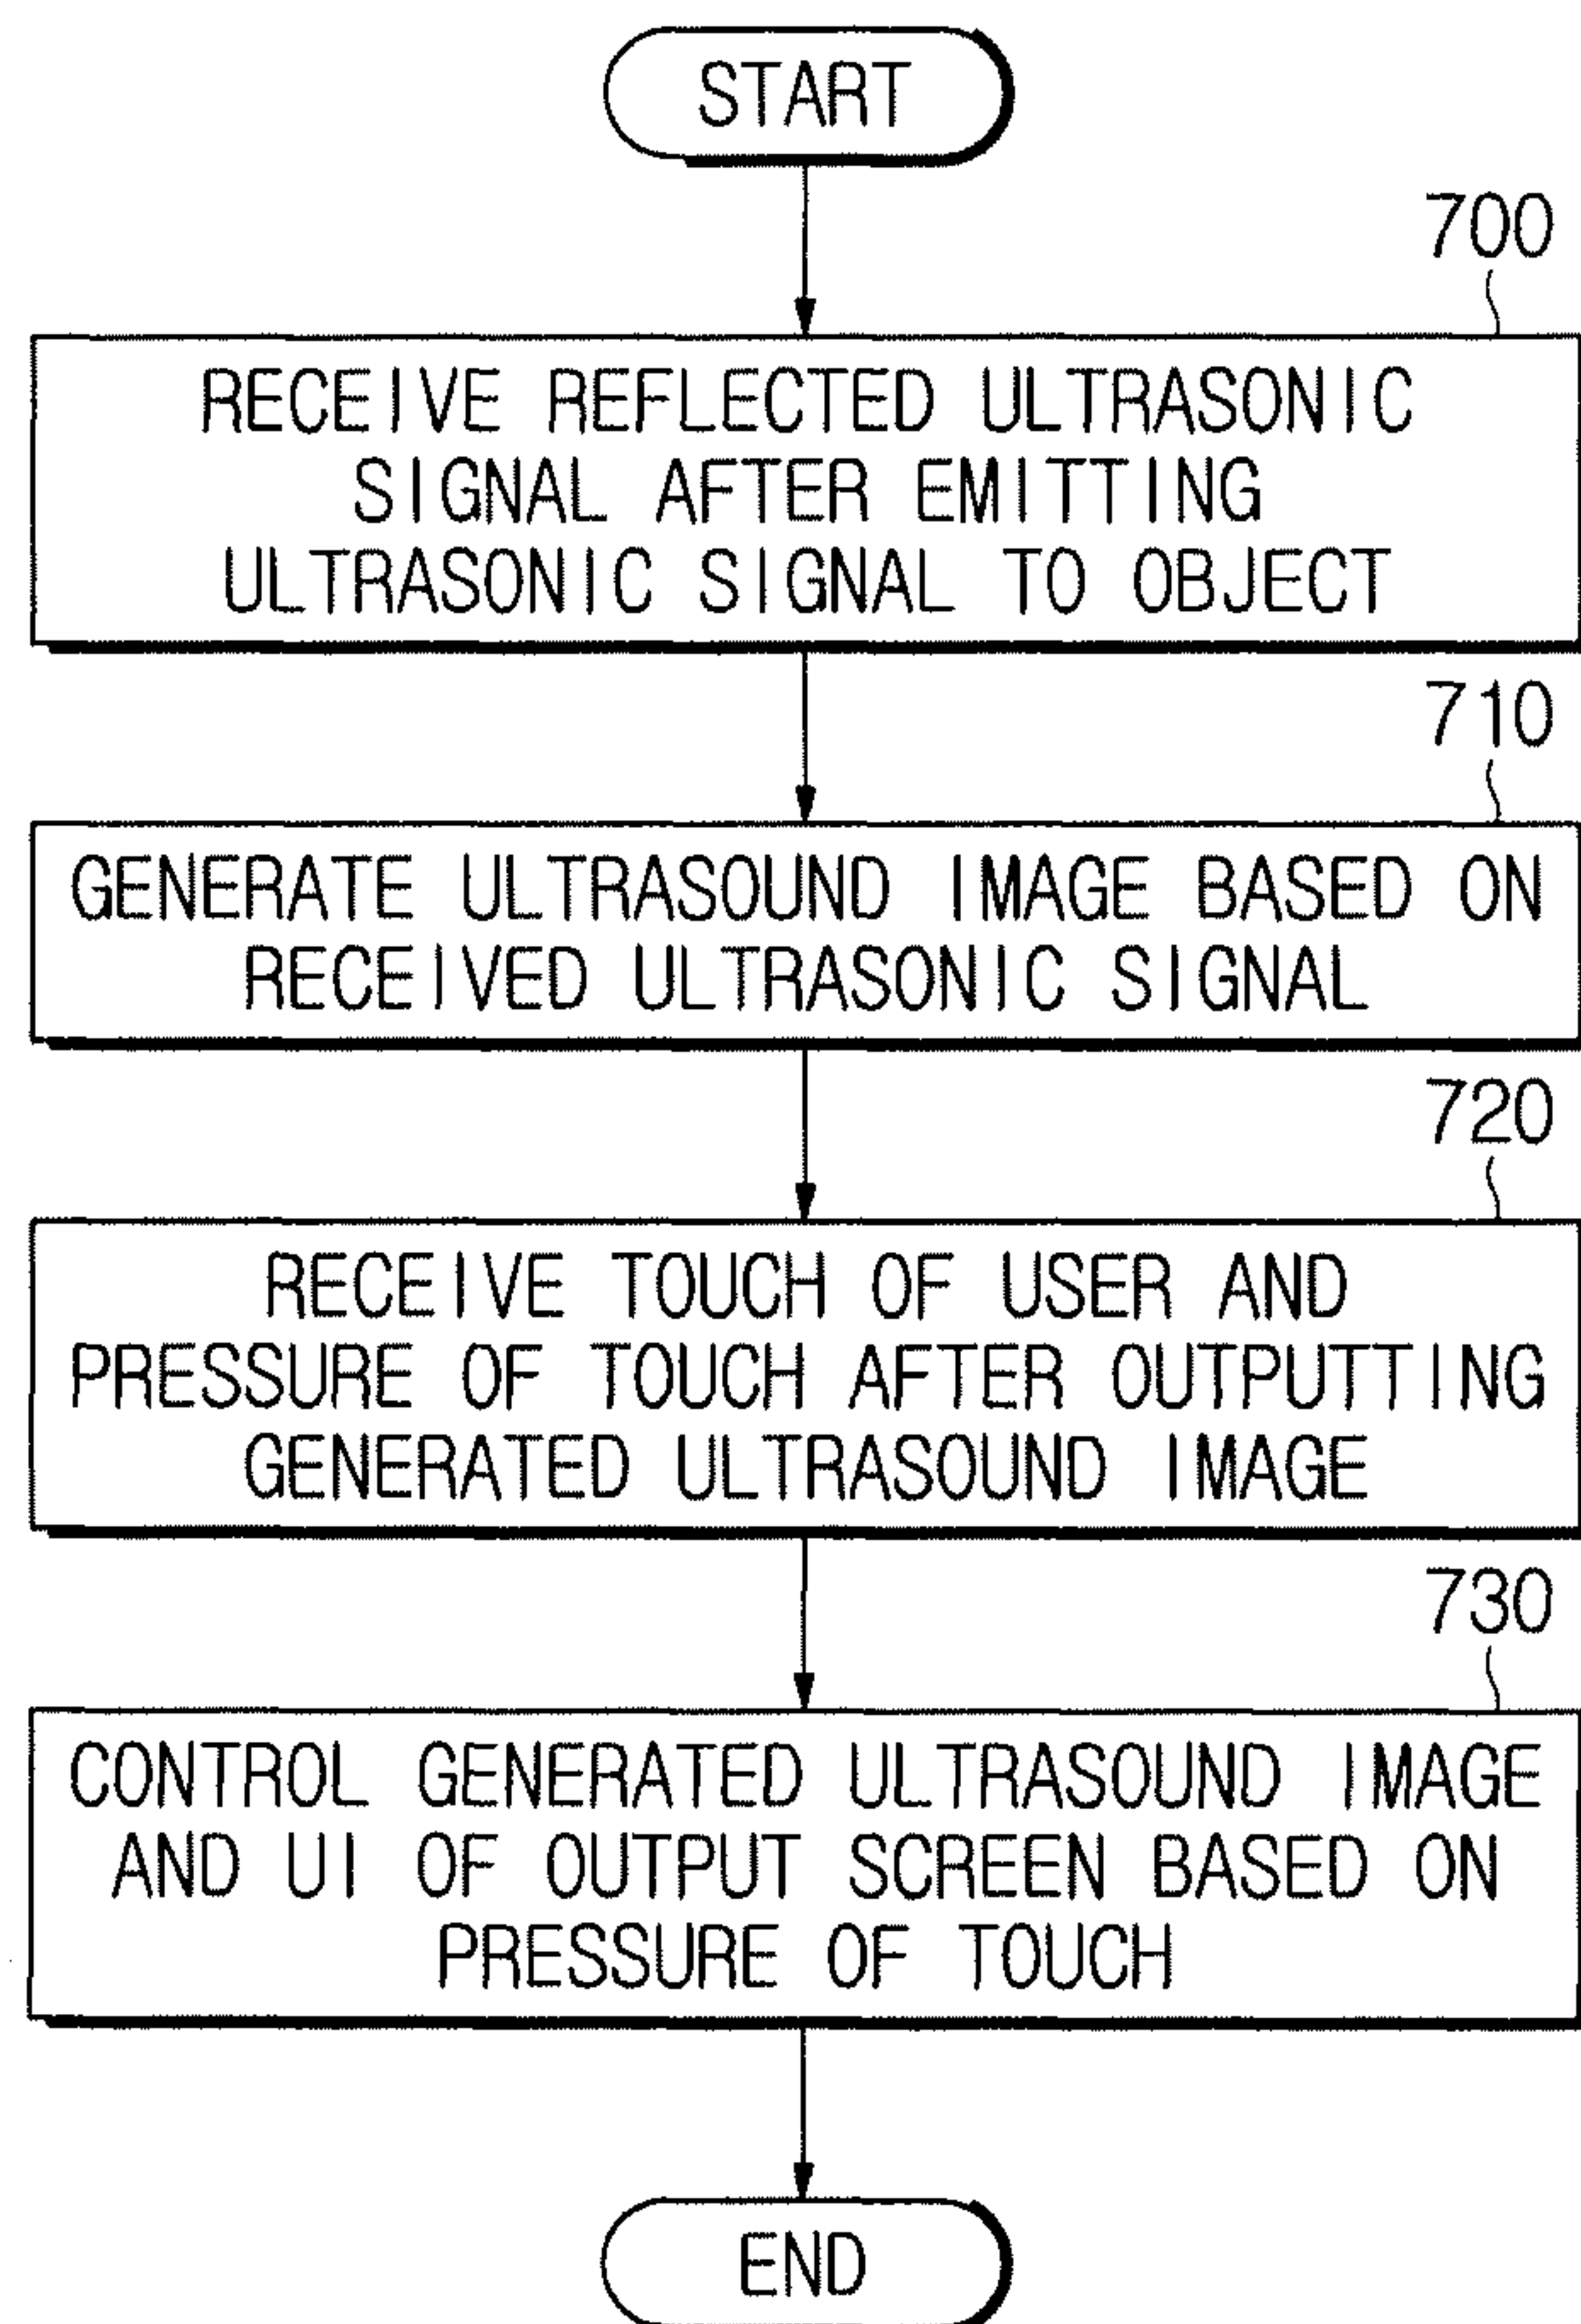 START
700
RECEIVE REFLECTED ULTRASONIC
SIGNAL AFTER EMITTING
ULTRASONIC SIGNAL TO OBJECT
710
GENERATE ULTRASOUND IMAGE BASED ON
RECEIVED ULTRASONIC SIGNAL
720
RECEIVE TOUCH OF USER AND
PRESSURE OF TOUCH AFTER OUTPUTTING
GENERATED ULTRASOUND IMAGE
730
CONTROL GENERATED ULTRASOUND IMAGE
AND UI OF OUTPUT SCREEN BASED ON
PRESSURE OF TOUCH
END